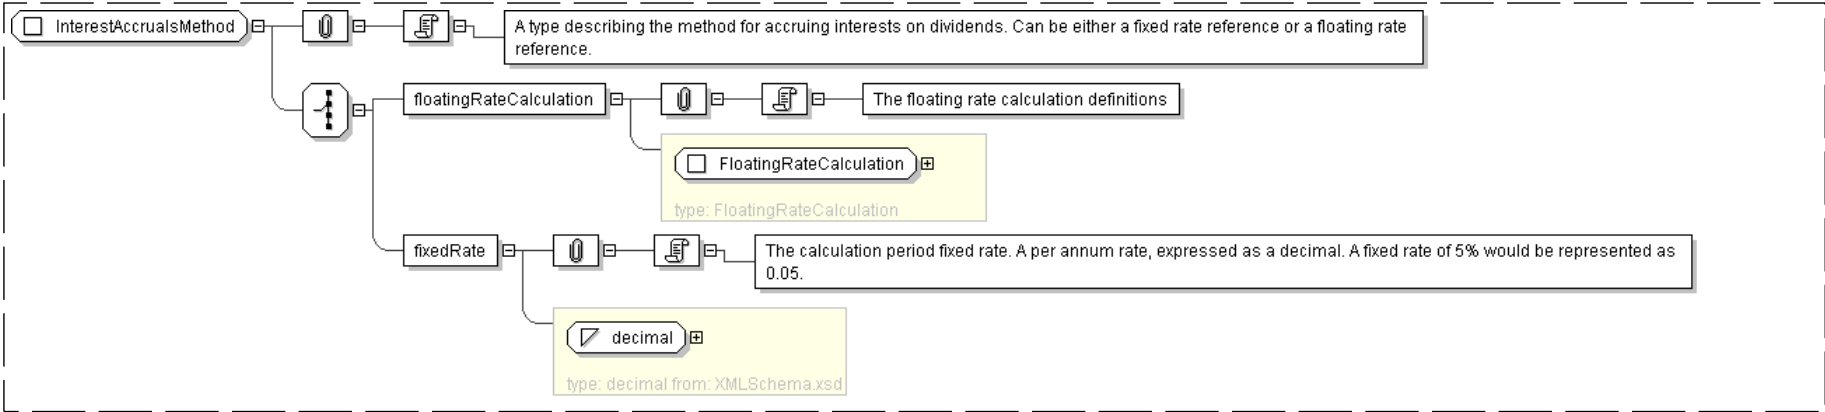 InterestAccrualsMethod
A type describing the method for accruing interests on dividends. Can be either a fixed rate reference or a floating rate
reference.
floatingRateCalculation
The floating rate calculation definitions
FloatingRateCalculation
type: FloatingRateCalculation
fixedRate
The calculation period fixed rate. A per annum rate, expressed as a decimal. A fixed rate of 5% would be represented as
0.05.
decimal
type: decimal from: XMLSchema.xsd